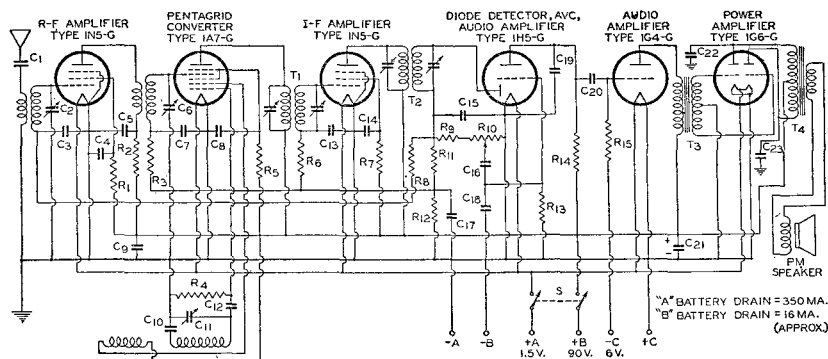 R-F AMPLIFIER
TYPE 1N5-G
PENTAGRID
CONVERTER
TYPE 1A7-G
I-F AMPLIFIER
TYPE 1N5-G
DIODE DETECTOR, AVC,
AUDIO AMPLIFIER
TYPE 1H5-G
AUDIO
AMPLIFIER
TYPE 1G4-G
POWER
AMPLIFIER
TYPE 1G6-G
C1
C2
C3
C4
C5
R1
R2
C9
C6
C7
C8
R3
R5
T1
R6
C13
C14
R7
T2
C15
R9
R10
R8
R11
R12
C16
C17
C18
R13
C19
C20
R14
R15
T3
C21
+
-
C22
C23
T4
PM
SPEAKER
R4
C10
C11
C12
S
-A
-B
+A
1.5 V.
+B
90 V.
-C
6 V.
+C
"A" BATTERY DRAIN = 350 MA.
"B" BATTERY DRAIN = 16 MA.
(APPROX.)